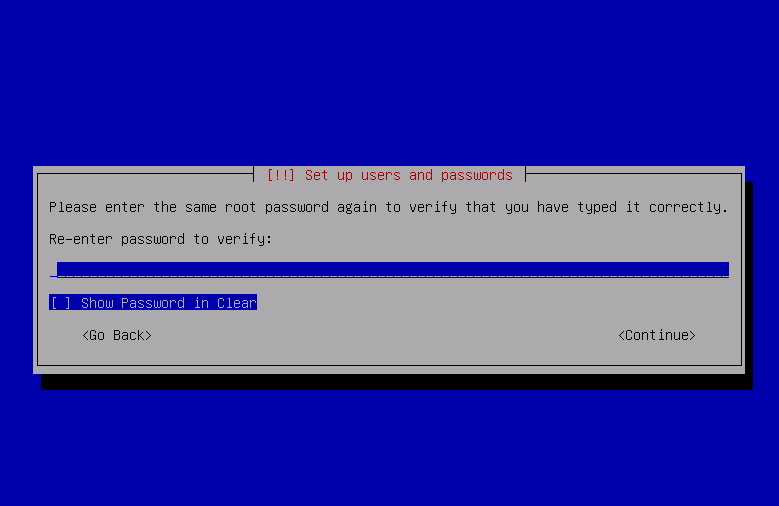 [!!] Set up users and passwords
Please enter the same root password again to verify that you have typed it correctly.
Re-enter password to verify:
[ ] Show Password in Clear
<Go Back> <Continue>